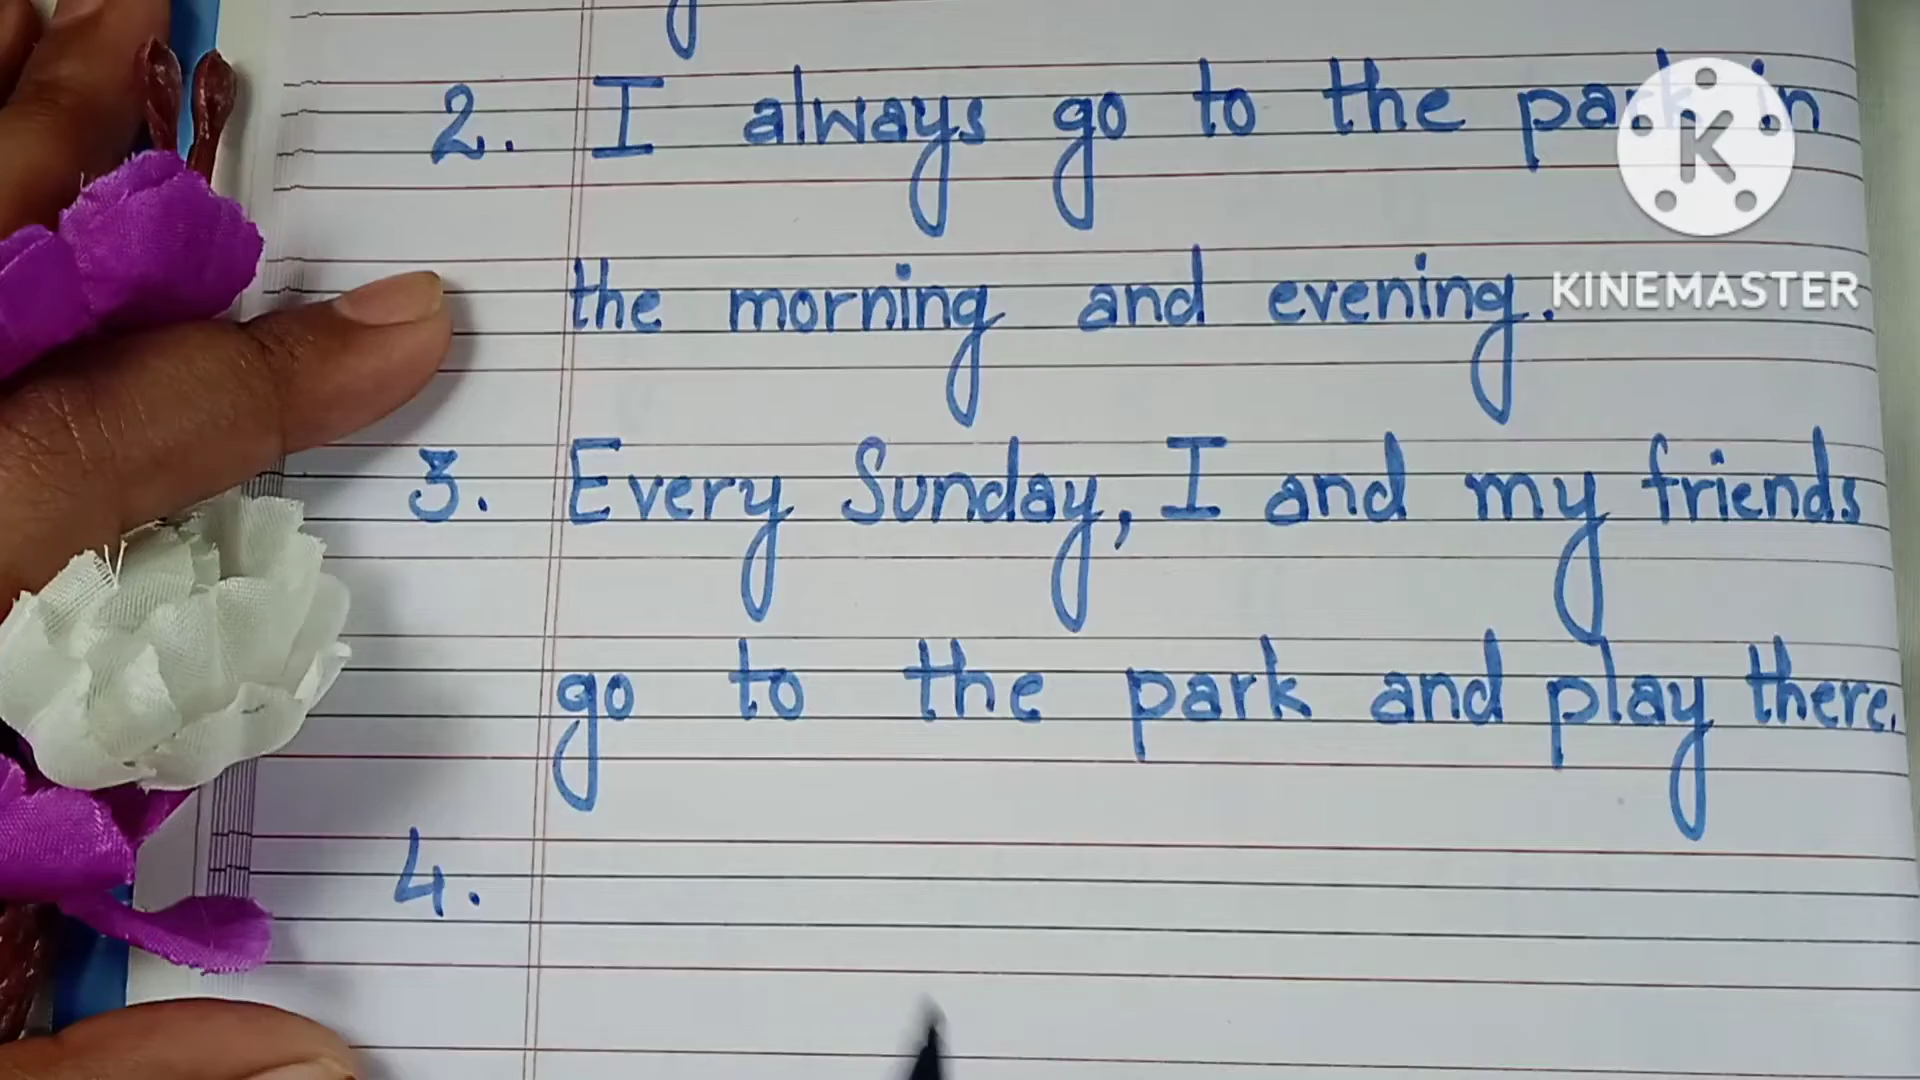 2. I always go to the park in
the morning and evening.
KINEMASTER
3. Every Sunday, I and my friends
go to the park and play there.
4.